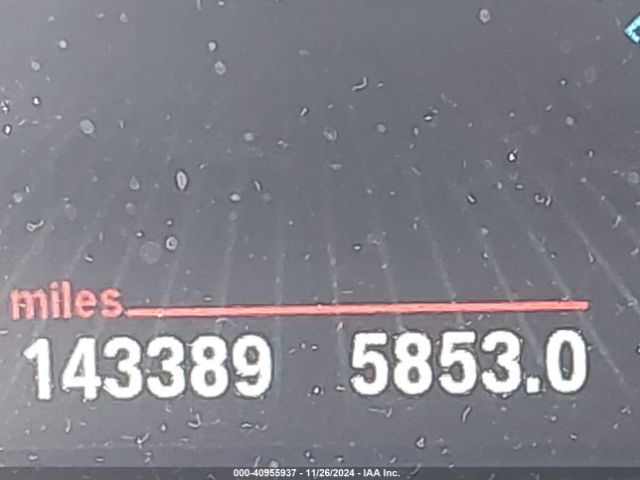 miles
143389 5853.0
000-40955937 - 11/26/2024 - IAA Inc.